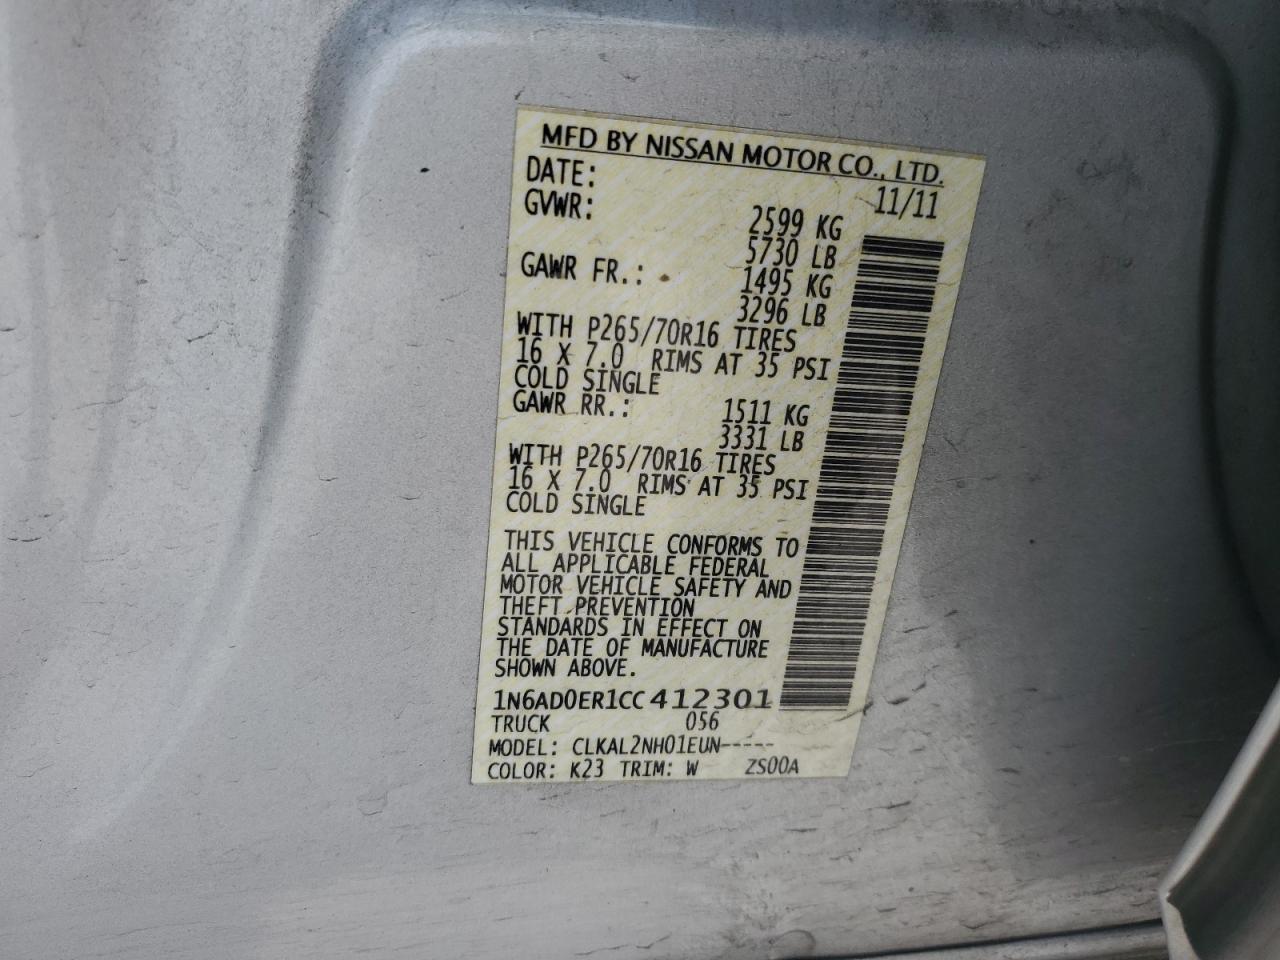 MFD BY NISSAN MOTOR CO., LTD.
DATE: 11/11
GVWR: 2599 KG
5730 LB
GAWR FR.: 1495 KG
3296 LB
WITH P265/70R16 TIRES
16 X 7.0 RIMS AT 35 PSI
COLD SINGLE
GAWR RR.: 1511 KG
3331 LB
WITH P265/70R16 TIRES
16 X 7.0 RIMS AT 35 PSI
COLD SINGLE
THIS VEHICLE CONFORMS TO
ALL APPLICABLE FEDERAL
MOTOR VEHICLE SAFETY AND
THEFT PREVENTION
STANDARDS IN EFFECT ON
THE DATE OF MANUFACTURE
SHOWN ABOVE.
1N6AD0ER1CC412301
TRUCK 056
MODEL: CLKAL2NH01EUN-----
COLOR: K23 TRIM: W ZS00A